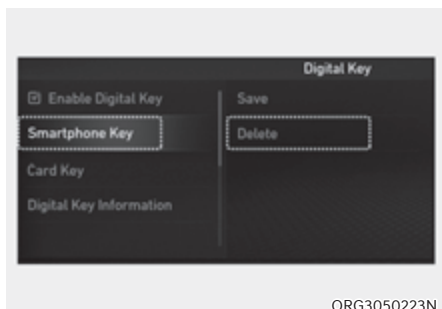 Digital Key
Enable Digital Key
Save
Smartphone Key
Delete
Card Key
Digital Key Information
ORG3050223N